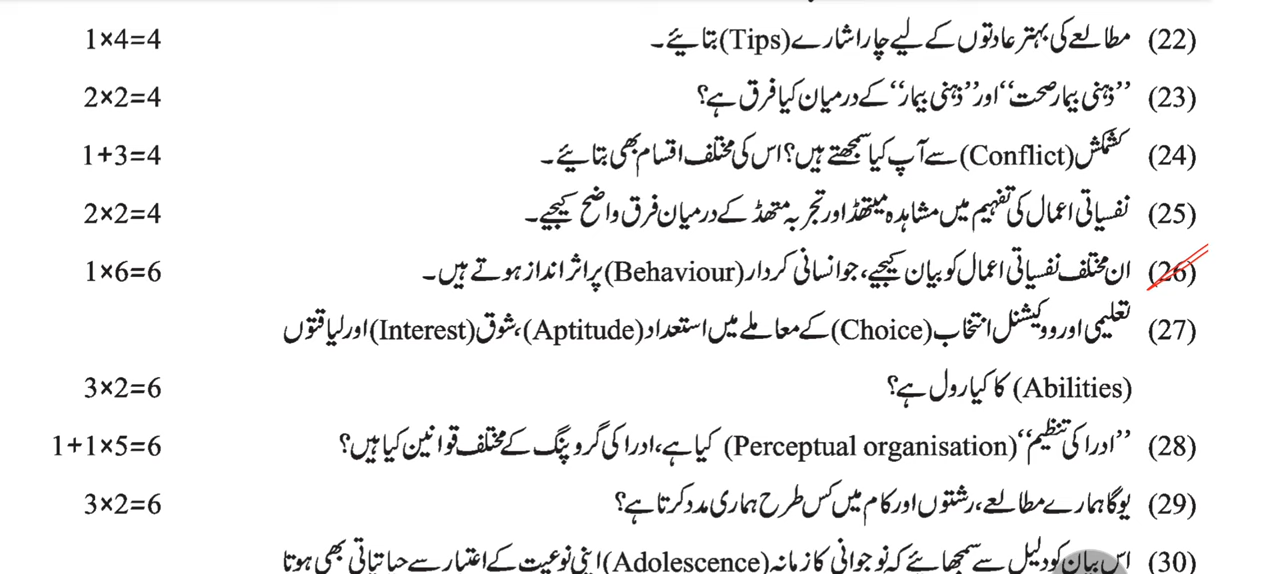 (22) مطالعے کی بہتر عادتوں کے لیے چار اشارے (Tips) بتائیے۔ 1×4=4
(23) ”ذہنی بیمار صحت“ اور ”ذہنی بیمار“ کے درمیان کیا فرق ہے؟ 2×2=4
(24) کشمکش (Conflict) سے آپ کیا سمجھتے ہیں؟ اس کی مختلف اقسام بھی بتائیے۔ 1+3=4
(25) نفسیاتی اعمال کی تفہیم میں مشاہدہ میتھڈ اور تجربہ متھڈ کے درمیان فرق واضح کیجیے۔ 2×2=4
(26) ان مختلف نفسیاتی اعمال کو بیان کیجیے، جو انسانی کردار (Behaviour) پر اثر انداز ہوتے ہیں۔ 1×6=6
(27) تعلیمی اور ووکیشنل انتخاب (Choice) کے معاملے میں استعداد (Aptitude)، شوق (Interest) اور لیاقتوں
(Abilities) کا کیا رول ہے؟ 3×2=6
(28) ”ادراکی تنظیم“ (Perceptual organisation) کیا ہے، ادراکی گروپنگ کے مختلف قوانین کیا ہیں؟ 1+1×5=6
(29) یوگا ہمارے مطالعے، رشتوں اور کام میں کس طرح ہماری مدد کرتا ہے؟ 3×2=6
(30) اس بیان کو دلیل سے سمجھائیے کہ نوجوانی کا زمانہ (Adolescence) اپنی نوعیت کے اعتبار سے حیاتیاتی بھی ہوتا